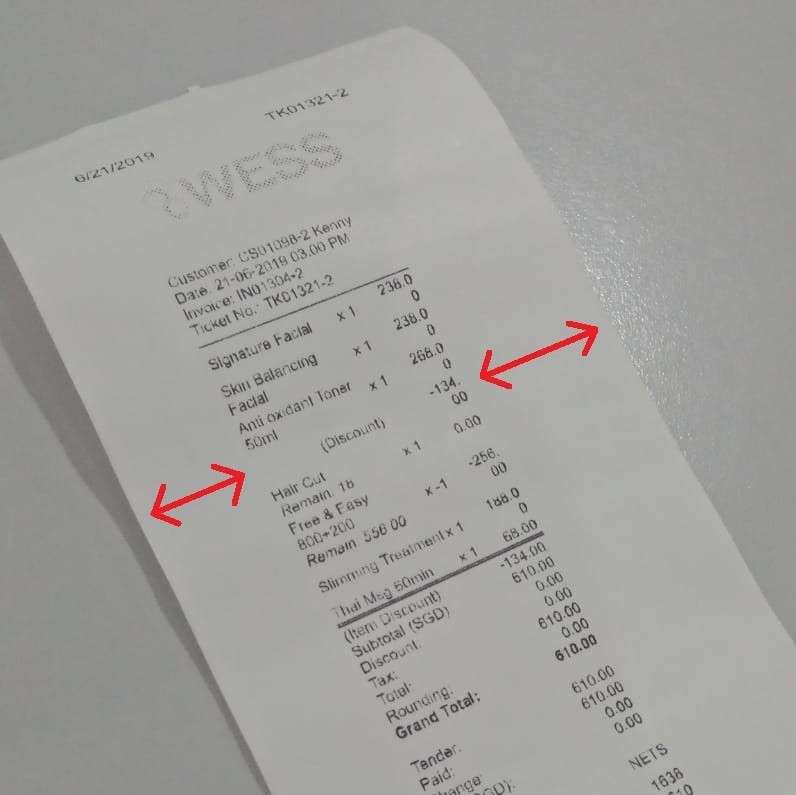 6/21/2019 TK01321-2
WESS
Customer: CS01098-2 Kenny
Date: 21-06-2019 03:00 PM
Invoice: IN01304-2
Ticket No.: TK01321-2
Signature Facial x 1 238.0
0
Skin Balancing x 1 238.0
Facial 0
Anti oxidant Toner x 1 268.0
50ml 0
(Discount) -134.
00
Hair Cut x 1 0.00
Remain 18
Free & Easy x -1 -256.
800+200 00
Remain 556.00
Slimming Treatment x 1 188.0
0
Thai Msg 60min x 1 68.00
(Item Discount) -134.00
Subtotal (SGD) 610.00
Discount: 0.00
Tax: 0.00
Total: 610.00
Rounding: 0.00
Grand Total: 610.00
Tender: 610.00
Paid: 610.00
0.00
0.00
NETS
1638